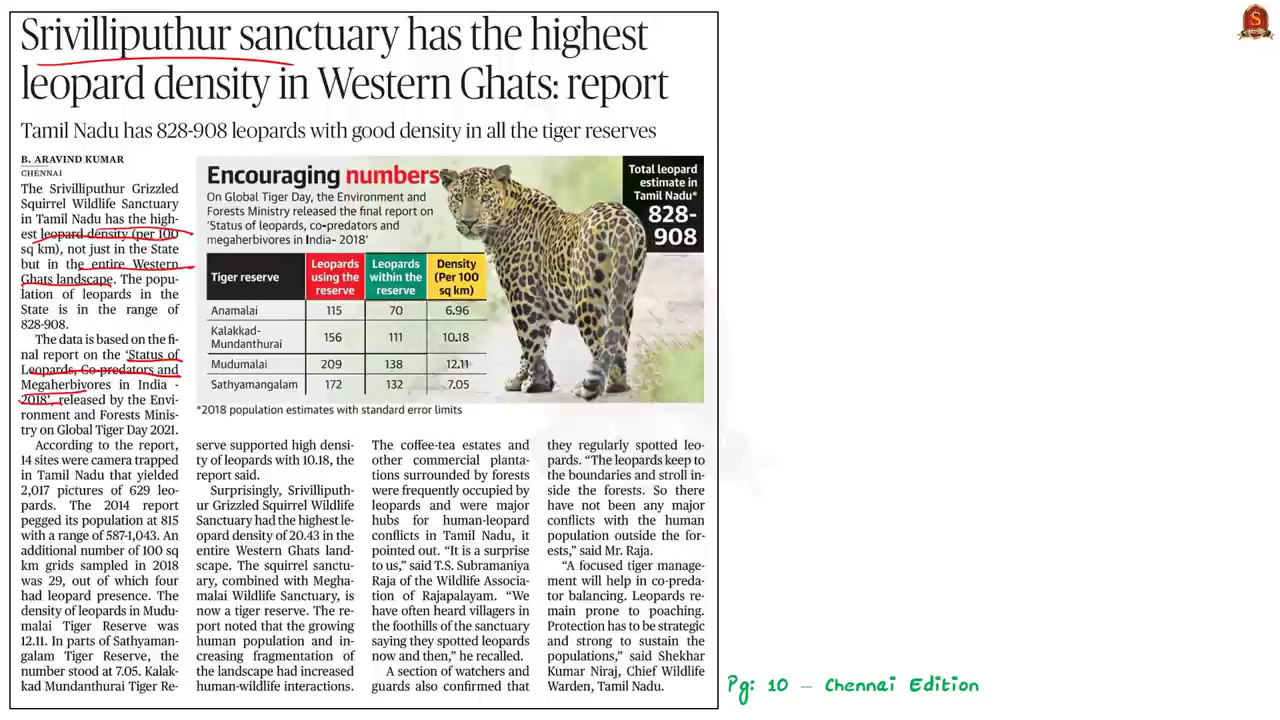 Srivilliputhur sanctuary has the highest
leopard density in Western Ghats: report
Tamil Nadu has 828-908 leopards with good density in all the tiger reserves
B. ARAVIND KUMAR
CHENNAI
The Srivilliputhur Grizzled
Squirrel Wildlife Sanctuary
in Tamil Nadu has the high-
est leopard density (per 100
sq km), not just in the State
but in the entire Western
Ghats landscape. The popu-
lation of leopards in the
State is in the range of
828-908.
The data is based on the fi-
nal report on the ‘Status of
Leopards, Co-predators and
Megaherbivores in India -
2018’, released by the Envi-
ronment and Forests Minis-
try on Global Tiger Day 2021.
According to the report,
14 sites were camera trapped
in Tamil Nadu that yielded
2,017 pictures of 629 leo-
pards. The 2014 report
pegged its population at 815
with a range of 587-1,043. An
additional number of 100 sq
km grids sampled in 2018
was 29, out of which four
had leopard presence. The
density of leopards in Mudu-
malai Tiger Reserve was
12.11. In parts of Sathyaman-
galam Tiger Reserve, the
number stood at 7.05. Kalak-
kad Mundanthurai Tiger Re-
Encouraging numbers
On Global Tiger Day, the Environment and
Forests Ministry released the final report on
‘Status of leopards, co-predators and
megaherbivores in India- 2018’
Total leopard
estimate in
Tamil Nadu*
828-
908
Tiger reserve Leopards using the reserve Leopards within the reserve Density (Per 100 sq km)
Anamalai 115 70 6.96
Kalakkad-
Mundanthurai 156 111 10.18
Mudumalai 209 138 12.11
Sathyamangalam 172 132 7.05
*2018 population estimates with standard error limits
serve supported high densi-
ty of leopards with 10.18, the
report said.
Surprisingly, Srivilliputh-
ur Grizzled Squirrel Wildlife
Sanctuary had the highest le-
opard density of 20.43 in the
entire Western Ghats land-
scape. The squirrel sanctu-
ary, combined with Megha-
malai Wildlife Sanctuary, is
now a tiger reserve. The re-
port noted that the growing
human population and in-
creasing fragmentation of
the landscape had increased
human-wildlife interactions.
The coffee-tea estates and
other commercial planta-
tions surrounded by forests
were frequently occupied by
leopards and were major
hubs for human-leopard
conflicts in Tamil Nadu, it
pointed out. “It is a surprise
to us,” said T.S. Subramaniya
Raja of the Wildlife Associa-
tion of Rajapalayam. “We
have often heard villagers in
the foothills of the sanctuary
saying they spotted leopards
now and then,” he recalled.
A section of watchers and
guards also confirmed that
they regularly spotted leo-
pards. “The leopards keep to
the boundaries and stroll in-
side the forests. So there
have not been any major
conflicts with the human
population outside the for-
ests,” said Mr. Raja.
“A focused tiger manage-
ment will help in co-preda-
tor balancing. Leopards re-
main prone to poaching.
Protection has to be strategic
and strong to sustain the
populations,” said Shekhar
Kumar Niraj, Chief Wildlife
Warden, Tamil Nadu.
Pg: 10 – Chennai Edition